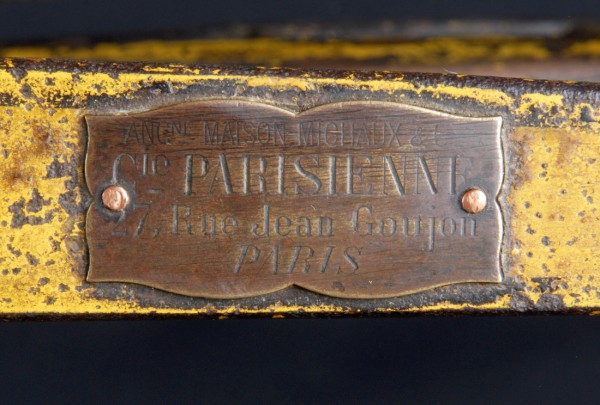 ANCNE MAISON MICHAUX &
Cie PARISIENNE
27, Rue Jean Goujon
PARIS